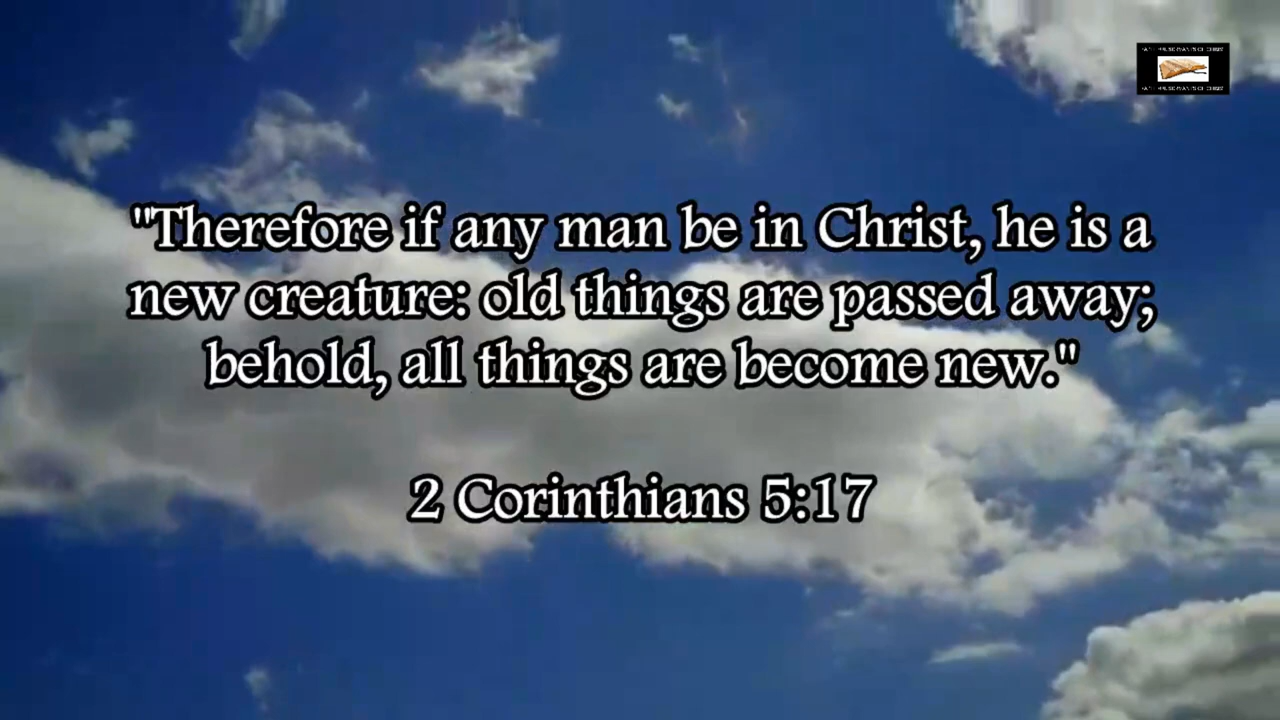 "Therefore if any man be in Christ, he is a
new creature: old things are passed away;
behold, all things are become new."
2 Corinthians 5:17